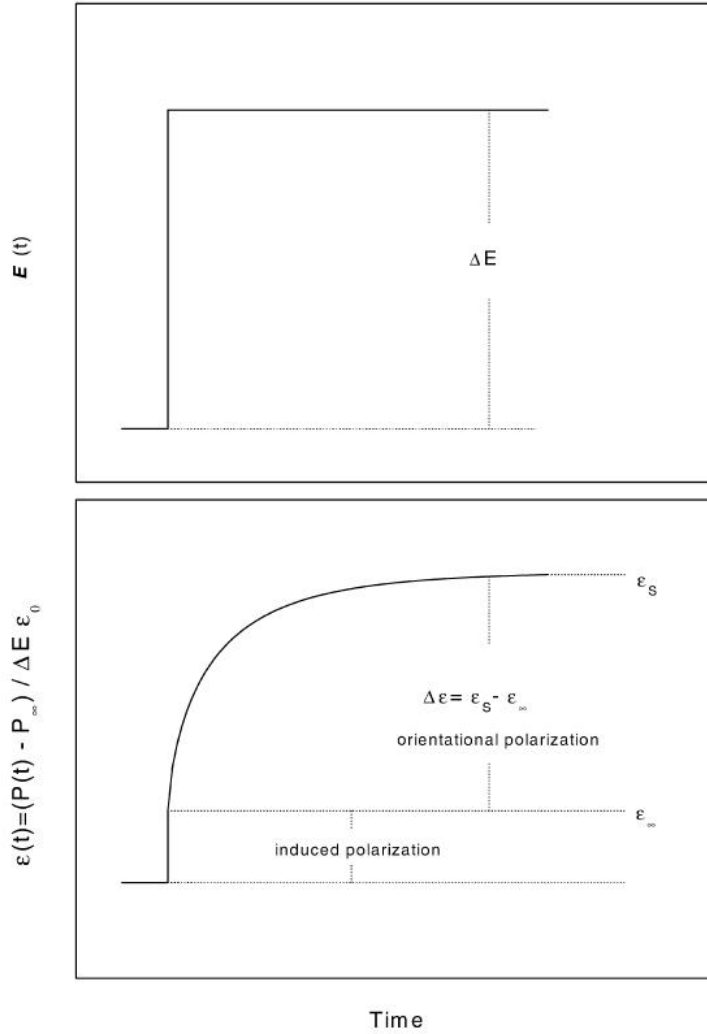 E (t)
ΔE
ε(t)=(P(t) - P∞) / ΔE ε0
εS
Δε= εS- ε∞
orientational polarization
ε∞
induced polarization
Time